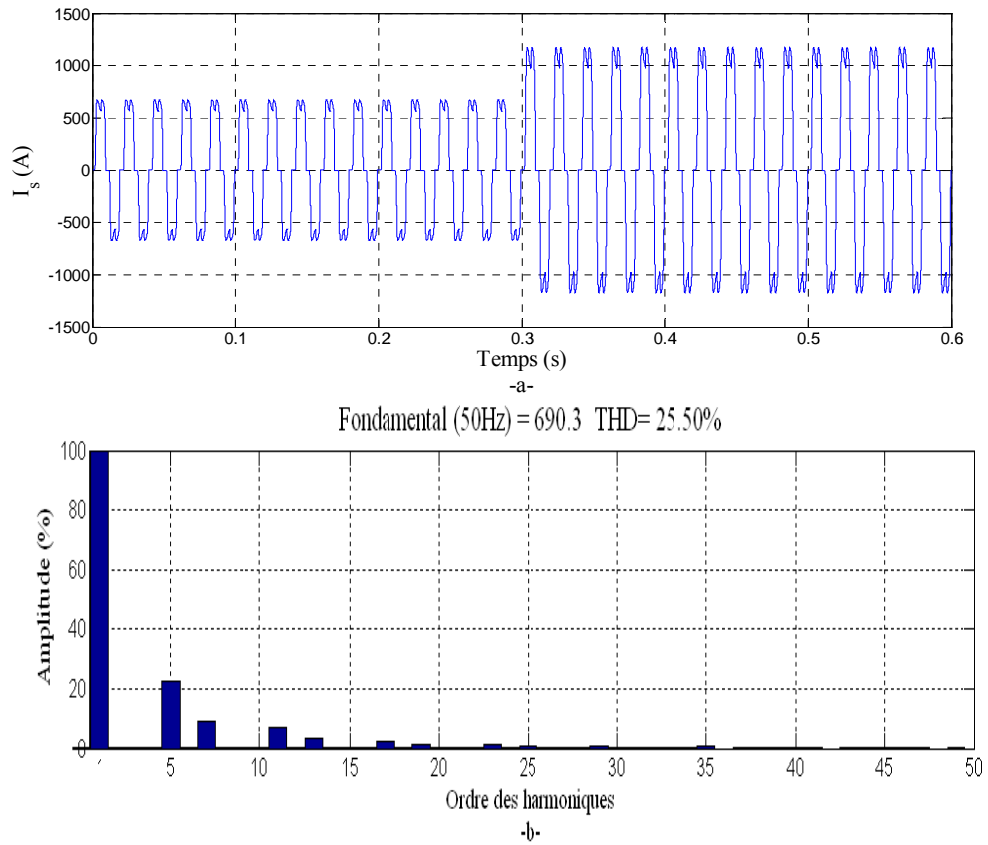 1500
1000
500
0
-500
-1000
-1500
I_s (A)
0 0.1 0.2 0.3 0.4 0.5 0.6
Temps (s)
-a-
Fondamental (50Hz) = 690.3 THD= 25.50%
100
80
60
40
20
0
Amplitude (%)
5 10 15 20 25 30 35 40 45 50
Ordre des harmoniques
-b-